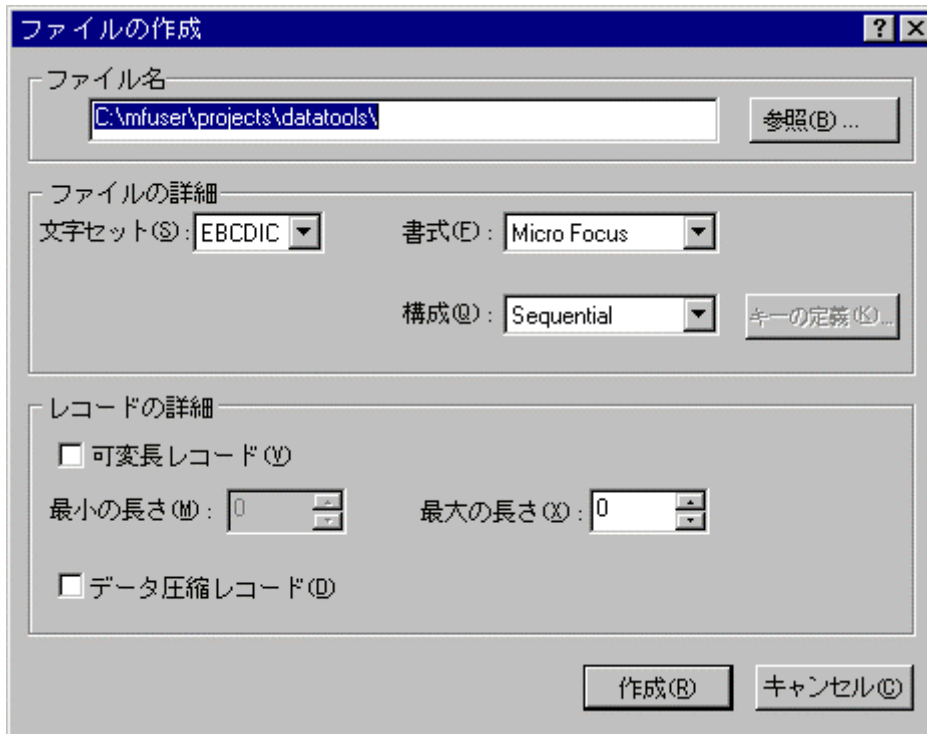 ファイルの作成
ファイル名
C:\mfuser\projects\datatools\ 参照(B) ...
ファイルの詳細
文字セット(S) : EBCDIC 書式(F) : Micro Focus
構成(Q) : Sequential キーの定義(K)...
レコードの詳細
可変長レコード(V)
最小の長さ(M) : 0 最大の長さ(X) : 0
データ圧縮レコード(D)
作成(R) キャンセル(C)